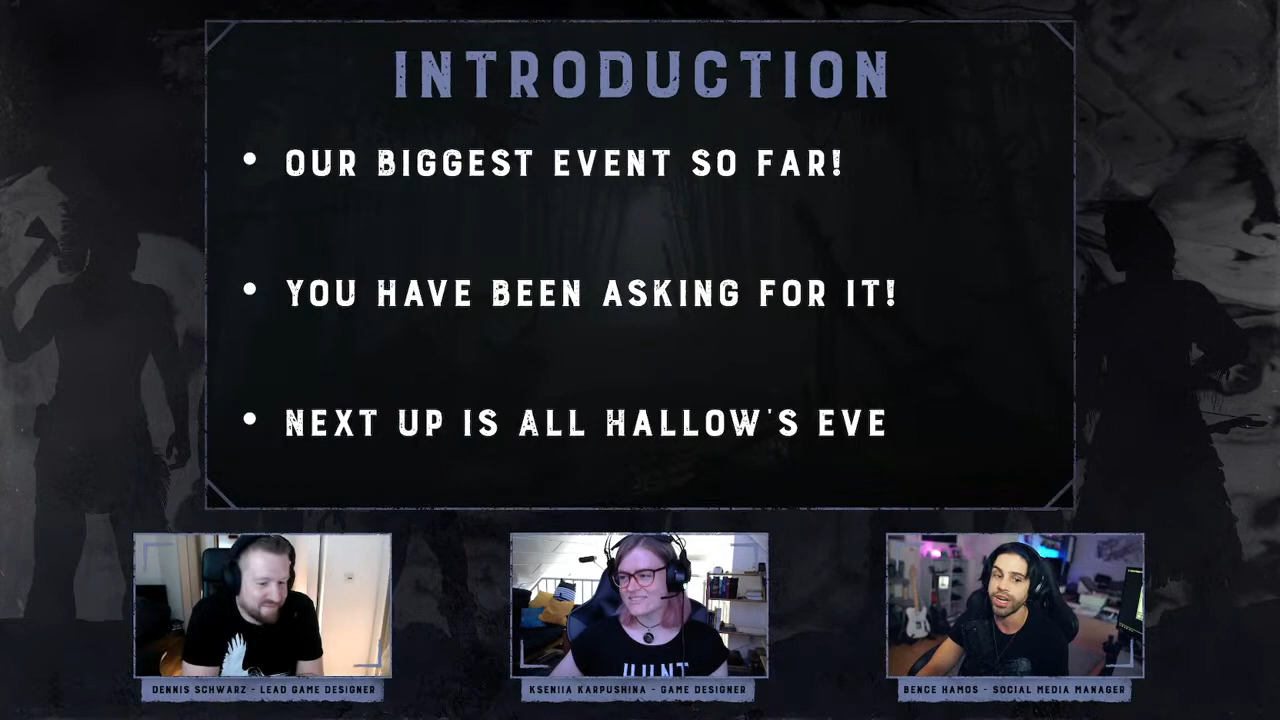 INTRODUCTION
• OUR BIGGEST EVENT SO FAR!
• YOU HAVE BEEN ASKING FOR IT!
• NEXT UP IS ALL HALLOW'S EVE
HUNT
DENNIS SCHWARZ - LEAD GAME DESIGNER
KSENIIA KARPUSHINA - GAME DESIGNER
BENCE HAMOS - SOCIAL MEDIA MANAGER